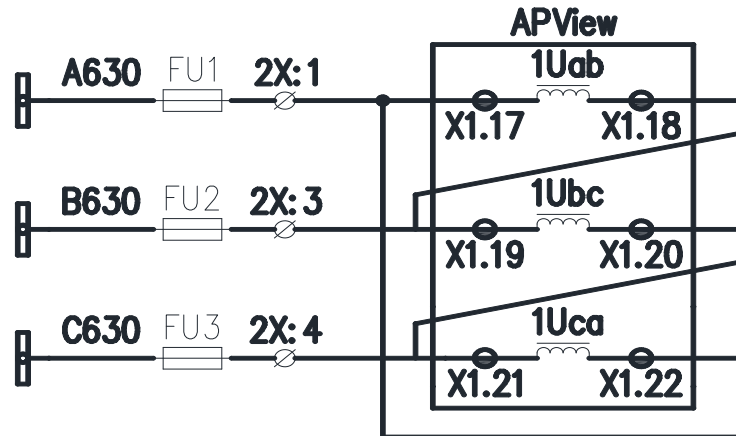 APView
A630 FU1 2X:1 1Uab
X1.17 X1.18
B630 FU2 2X:3 1Ubc
X1.19 X1.20
C630 FU3 2X:4 1Uca
X1.21 X1.22